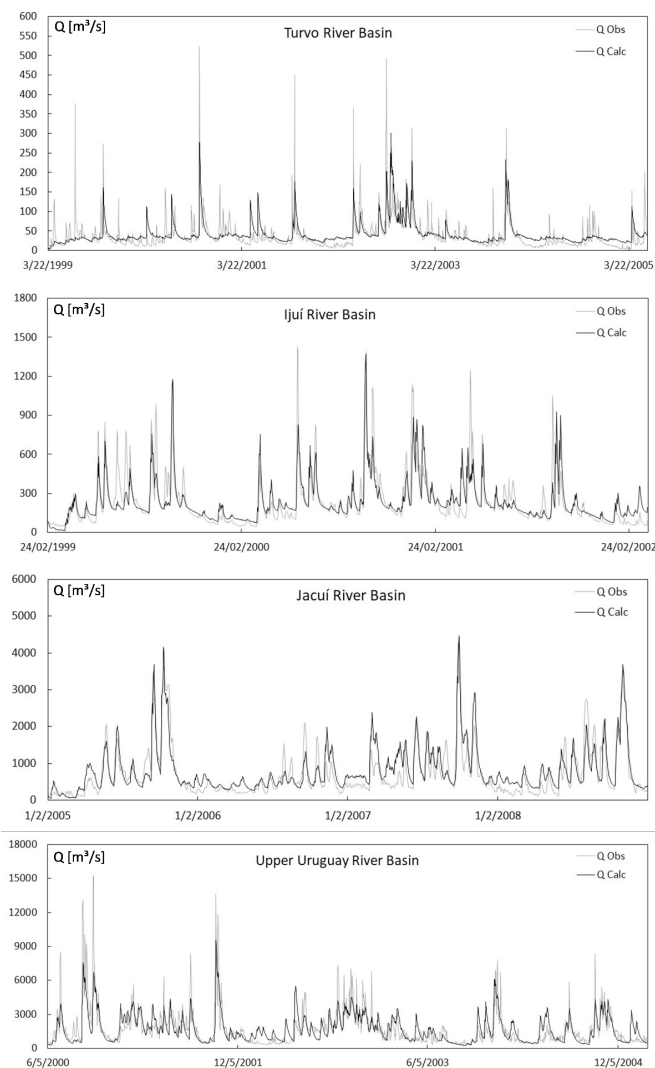 Q [m³/s]
Turvo River Basin
Q Obs
Q Calc
600
550
500
450
400
350
300
250
200
150
100
50
0
3/22/1999 3/22/2001 3/22/2003 3/22/2005
Q [m³/s]
Ijuí River Basin
Q Obs
Q Calc
1800
1500
1200
900
600
300
0
24/02/1999 24/02/2000 24/02/2001 24/02/2002
Q [m³/s]
Jacuí River Basin
Q Obs
Q Calc
6000
5000
4000
3000
2000
1000
0
1/2/2005 1/2/2006 1/2/2007 1/2/2008
Q [m³/s]
Upper Uruguay River Basin
Q Obs
Q Calc
18000
15000
12000
9000
6000
3000
0
6/5/2000 12/5/2001 6/5/2003 12/5/2004